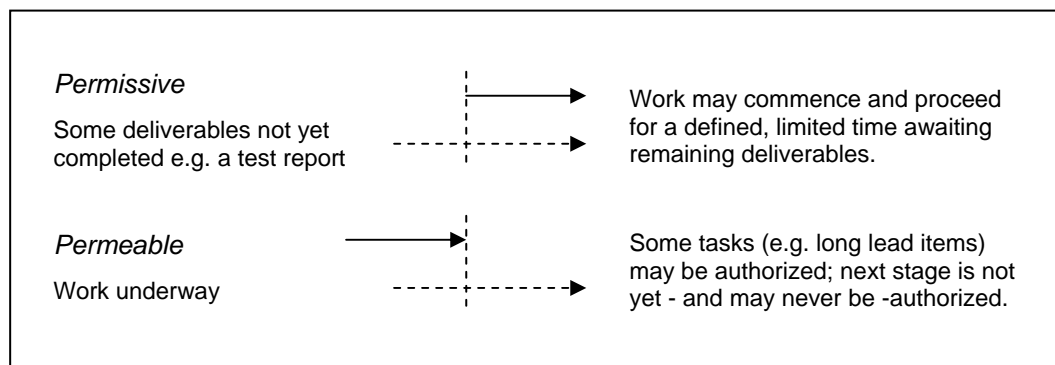 Permissive
Some deliverables not yet
completed e.g. a test report
Work may commence and proceed
for a defined, limited time awaiting
remaining deliverables.
Permeable
Work underway
Some tasks (e.g. long lead items)
may be authorized; next stage is not
yet - and may never be -authorized.